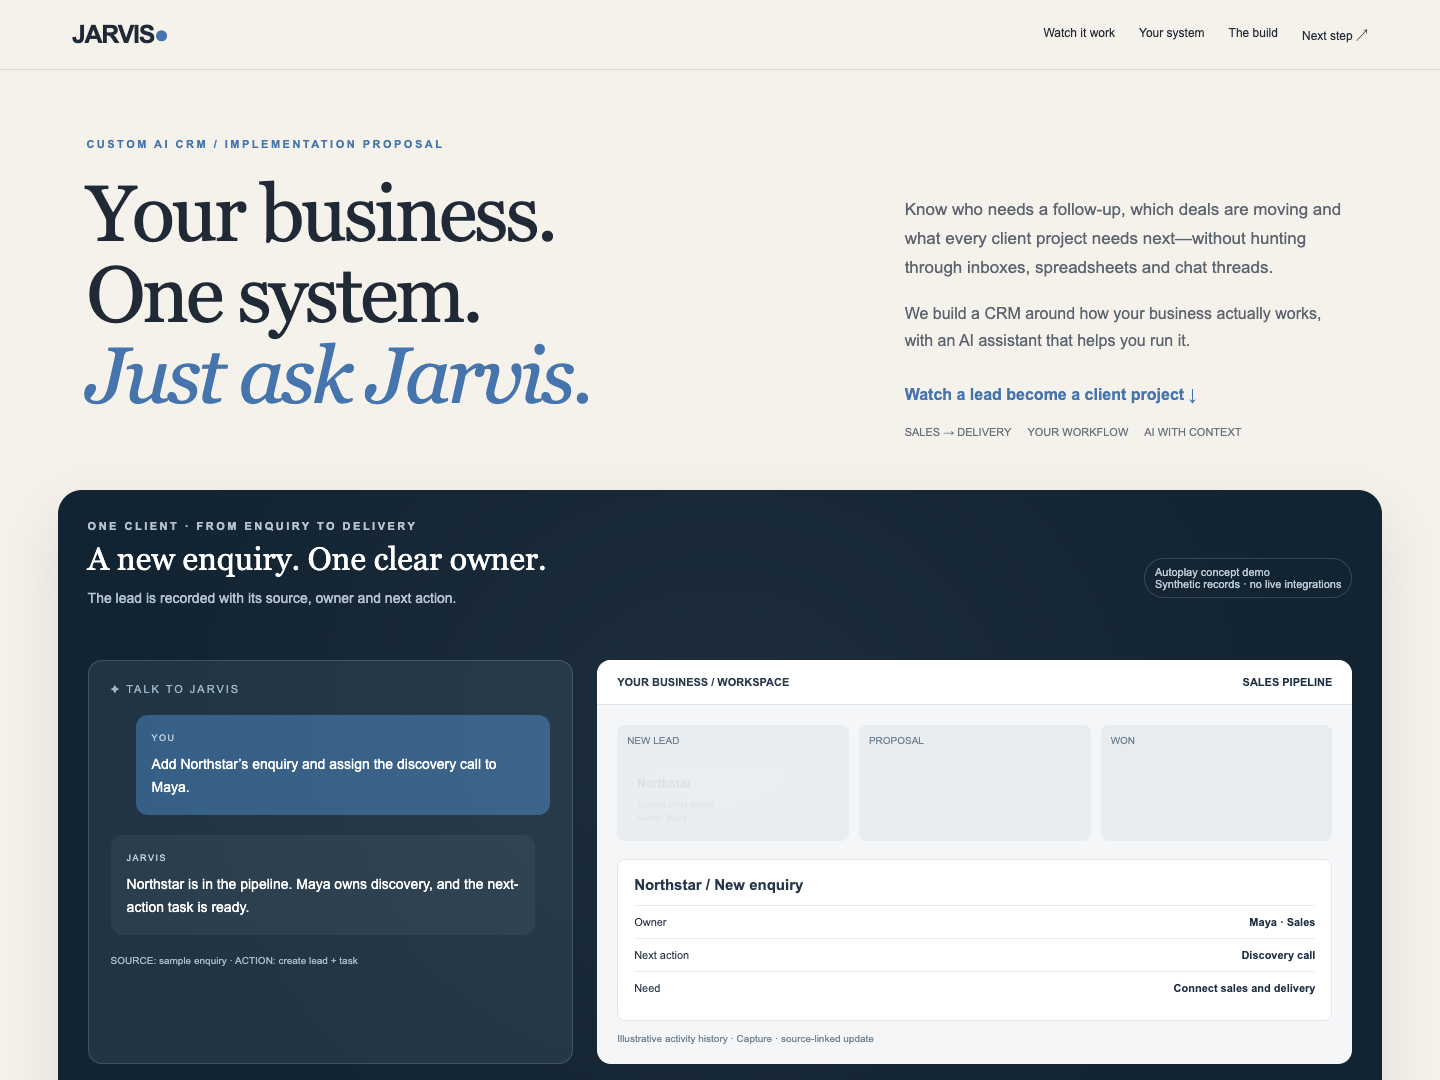 JARVIS
Watch it work
Your system
The build
Next step ↗
CUSTOM AI CRM / IMPLEMENTATION PROPOSAL
Your business.
One system.
Just ask Jarvis.
Know who needs a follow-up, which deals are moving and
what every client project needs next—without hunting
through inboxes, spreadsheets and chat threads.
We build a CRM around how your business actually works,
with an AI assistant that helps you run it.
Watch a lead become a client project ↓
SALES → DELIVERY YOUR WORKFLOW AI WITH CONTEXT
ONE CLIENT · FROM ENQUIRY TO DELIVERY
A new enquiry. One clear owner.
The lead is recorded with its source, owner and next action.
Autoplay concept demo
Synthetic records · no live integrations
✦ TALK TO JARVIS
YOU
Add Northstar’s enquiry and assign the discovery call to
Maya.
JARVIS
Northstar is in the pipeline. Maya owns discovery, and the next-
action task is ready.
SOURCE: sample enquiry · ACTION: create lead + task
YOUR BUSINESS / WORKSPACE
SALES PIPELINE
NEW LEAD
Northstar
Custom CRM project
Owner: Maya
PROPOSAL
WON
Northstar / New enquiry
Owner Maya · Sales
Next action Discovery call
Need Connect sales and delivery
Illustrative activity history · Capture · source-linked update